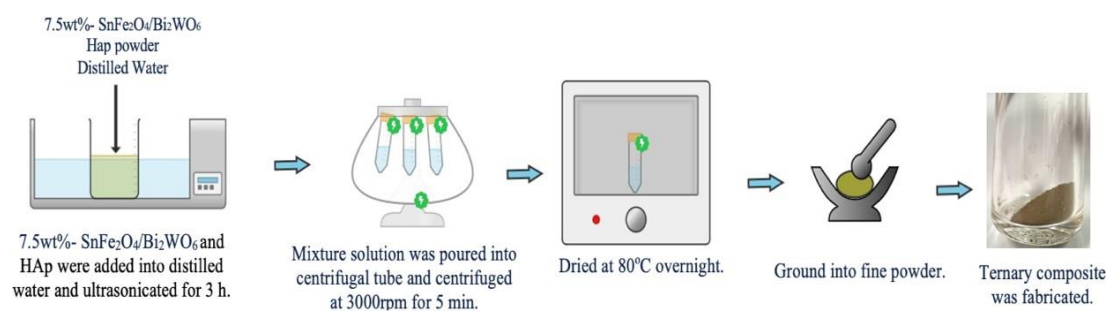 7.5wt%- SnFe₂O₄/Bi₂WO₆
Hap powder
Distilled Water
7.5wt%- SnFe₂O₄/Bi₂WO₆ and
HAp were added into distilled
water and ultrasonicated for 3 h.
Mixture solution was poured into
centrifugal tube and centrifuged
at 3000rpm for 5 min.
Dried at 80°C overnight.
Ground into fine powder.
Ternary composite
was fabricated.